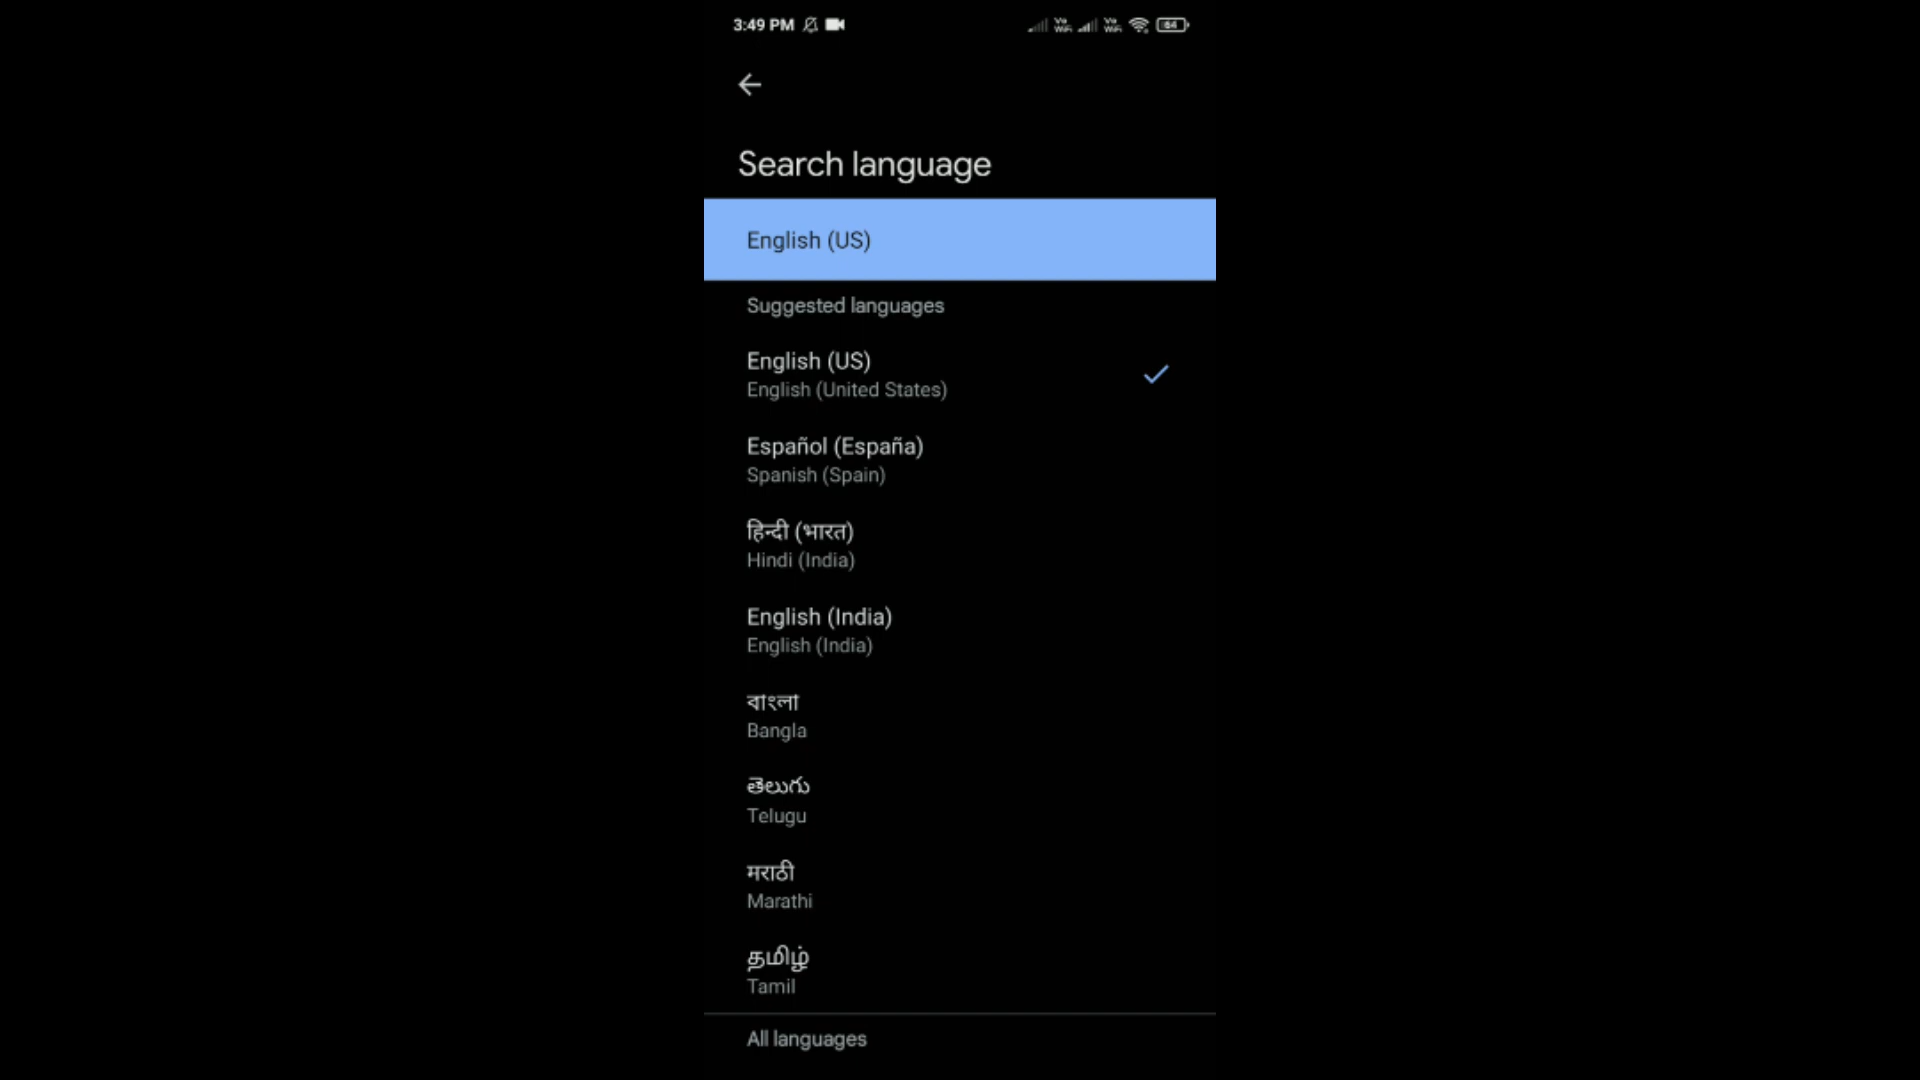 3:49 PM
64
←
Search language
English (US)
Suggested languages
English (US)
English (United States)
Español (España)
Spanish (Spain)
हिन्दी (भारत)
Hindi (India)
English (India)
English (India)
বাংলা
Bangla
తెలుగు
Telugu
मराठी
Marathi
தமிழ்
Tamil
All languages